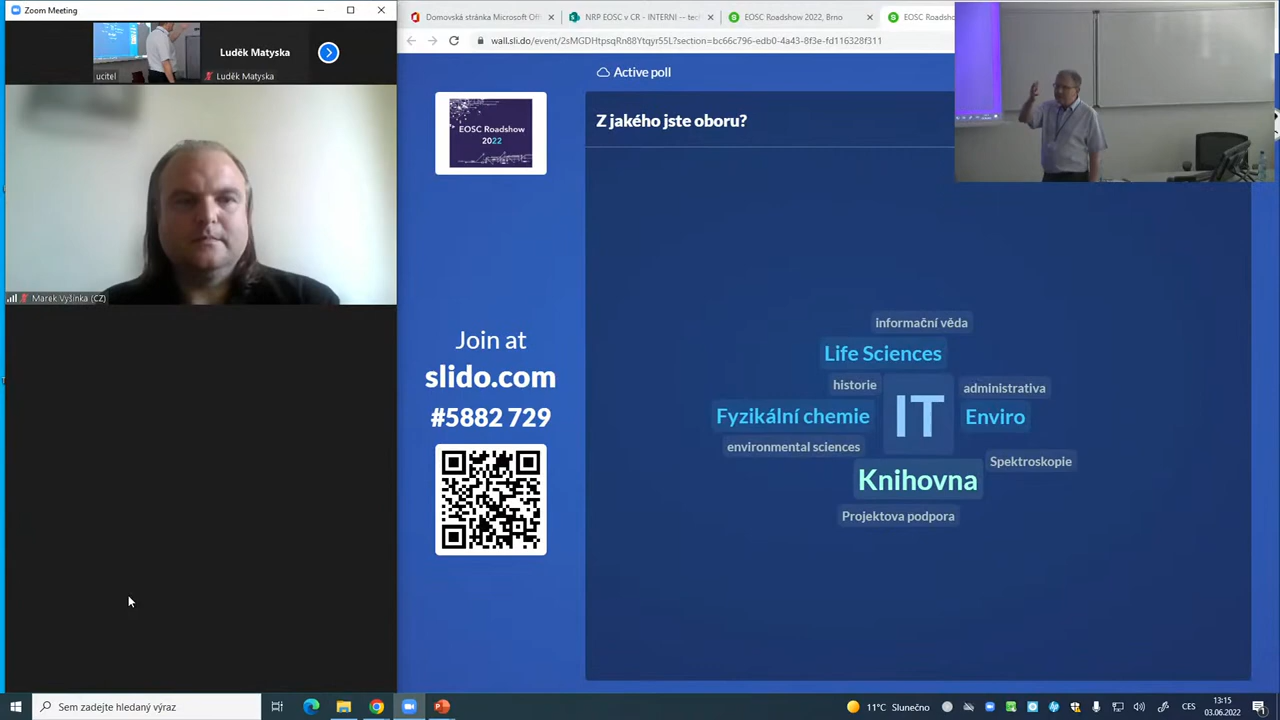 Zoom Meeting
ucitel
Luděk Matyska
Luděk Matyska
Marek Vyšinka (CZ)
Domovská stránka Microsoft Off
NRP EOSC v CR - INTERNI -- tech
EOSC Roadshow 2022, Brno
EOSC Roadsho
wall.sli.do/event/2sMGDHtpsqRn88Ytqyr55L?section=bc66c796-edb0-4a43-8f3e-fd116328f311
EOSC Roadshow
2022
Join at
slido.com
#5882 729
Active poll
Z jakého jste oboru?
informační věda
Life Sciences
historie
IT
administrativa
Fyzikální chemie
Enviro
environmental sciences
Spektroskopie
Knihovna
Projektova podpora
Sem zadejte hledaný výraz
11°C Slunečno
CES
13:15
03.06.2022
1